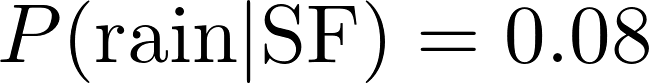 P(rain|SF) = 0.08